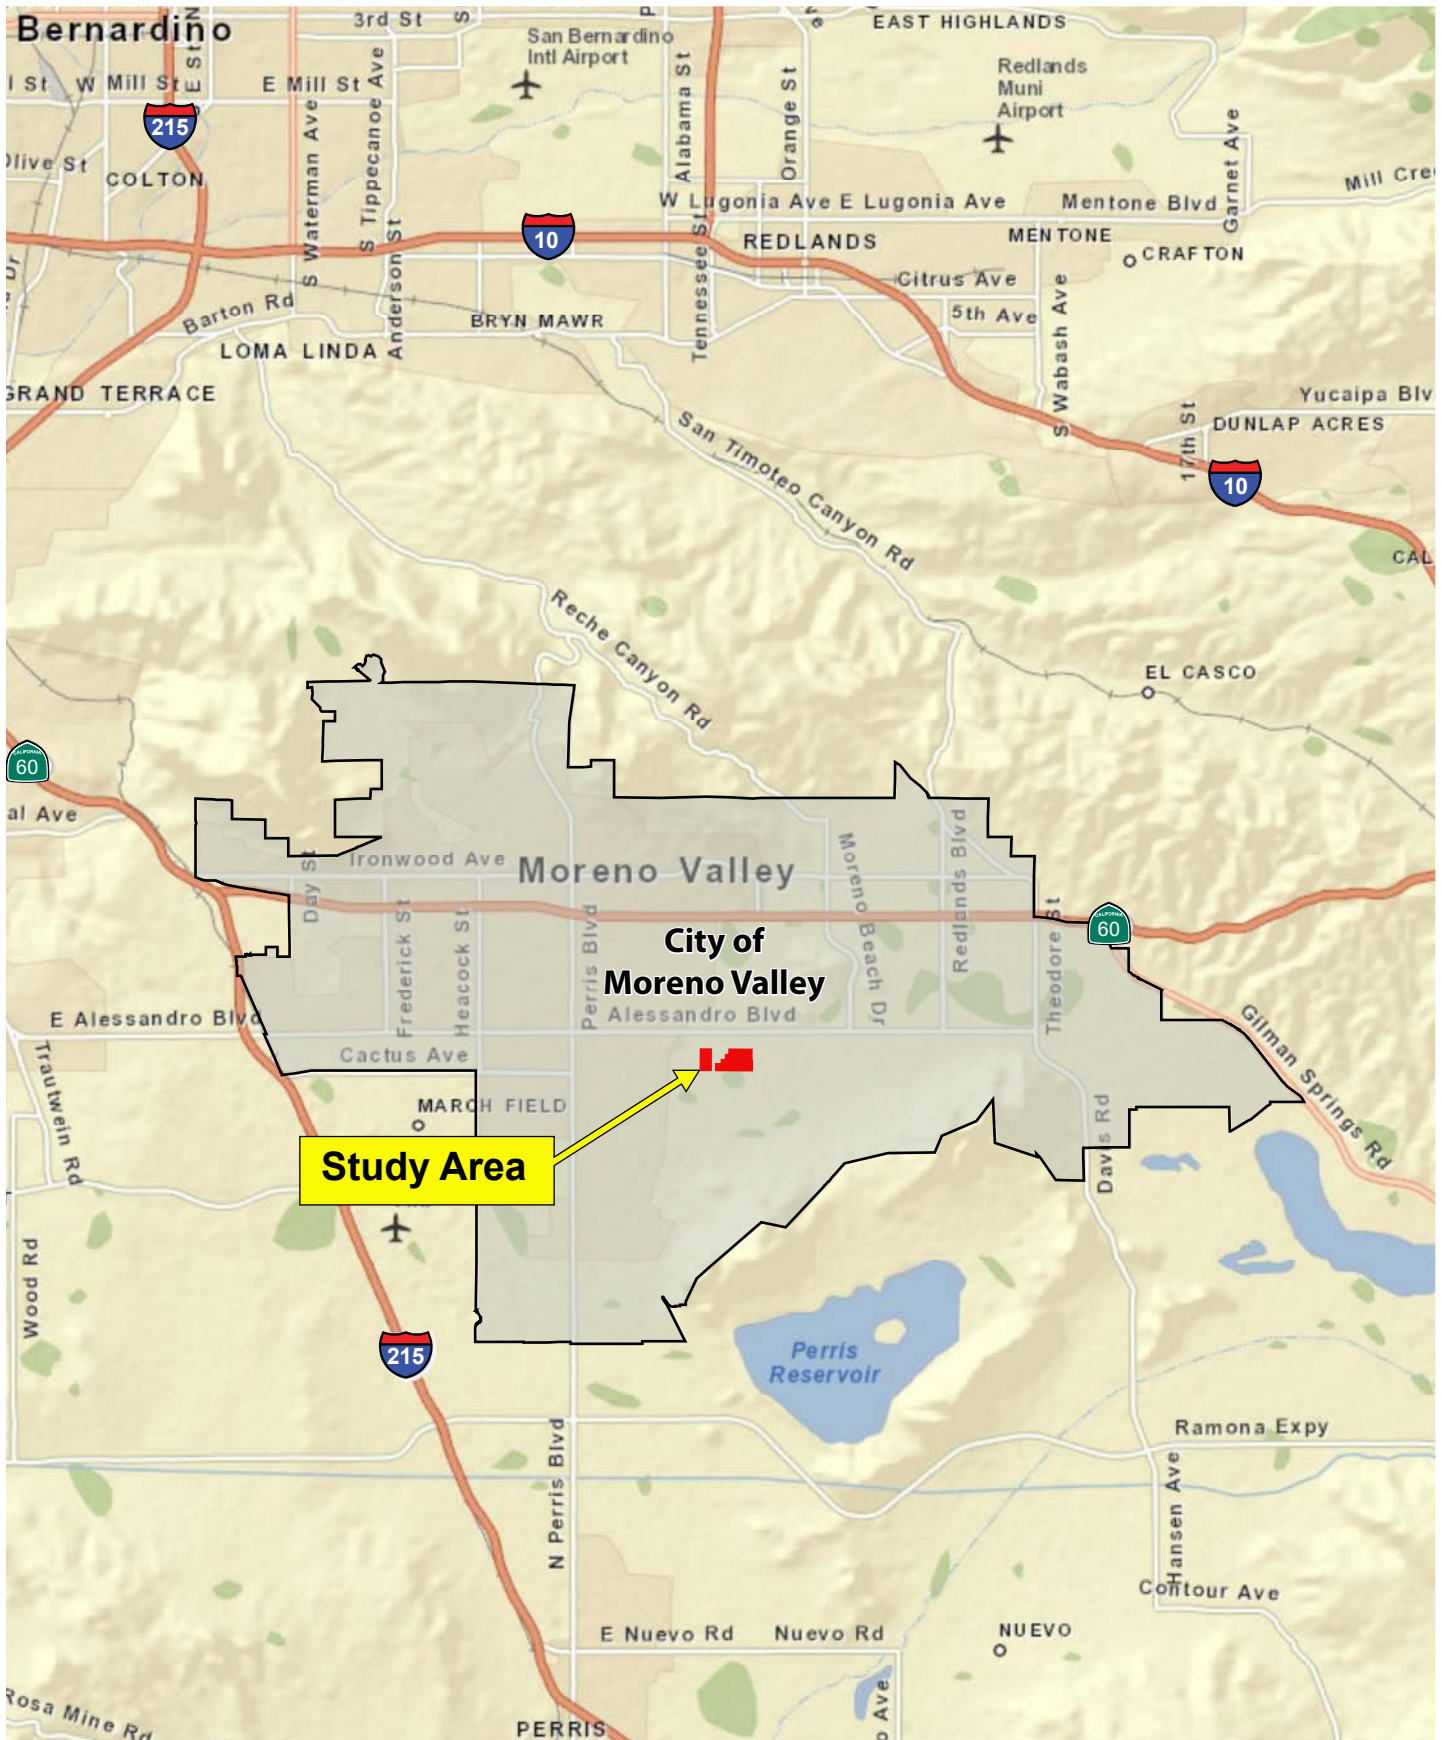 Bernardino
3rd St
EAST HIGHLANDS
San Bernardino
Intl Airport
Redlands
Muni
Airport
W Mill St
E St
E Mill St
215
Olive St
COLTON
S Waterman Ave
S Tippecanoe Ave
Anderson St
Alabama St
Orange St
Garnet Ave
Mill Cre
W Lugonia Ave
E Lugonia Ave
Mentone Blvd
10
REDLANDS
MENTONE
CRAFTON
Citrus Ave
Tennessee St
5th Ave
Barton Rd
BRYN MAWR
LOMA LINDA
S Wabash Ave
GRAND TERRACE
Yucaipa Blv
DUNLAP ACRES
17th St
San Timoteo Canyon Rd
10
CAL
Reche Canyon Rd
EL CASCO
CALIFORNIA
60
al Ave
Day St
Ironwood Ave
Moreno Valley
Moreno Beach Dr
Redlands Blvd
Frederick St
Heacock St
Perris Blvd
City of
Moreno Valley
Theodore St
CALIFORNIA
60
E Alessandro Blvd
Alessandro Blvd
Gilman Springs Rd
Cactus Ave
Trautwein Rd
MARCH FIELD
Study Area
Davis Rd
Wood Rd
215
Perris
Reservoir
N Perris Blvd
Ramona Expy
Hansen Ave
Contour Ave
E Nuevo Rd
Nuevo Rd
NUEVO
Rosa Mine Rd
PERRIS
o Ave